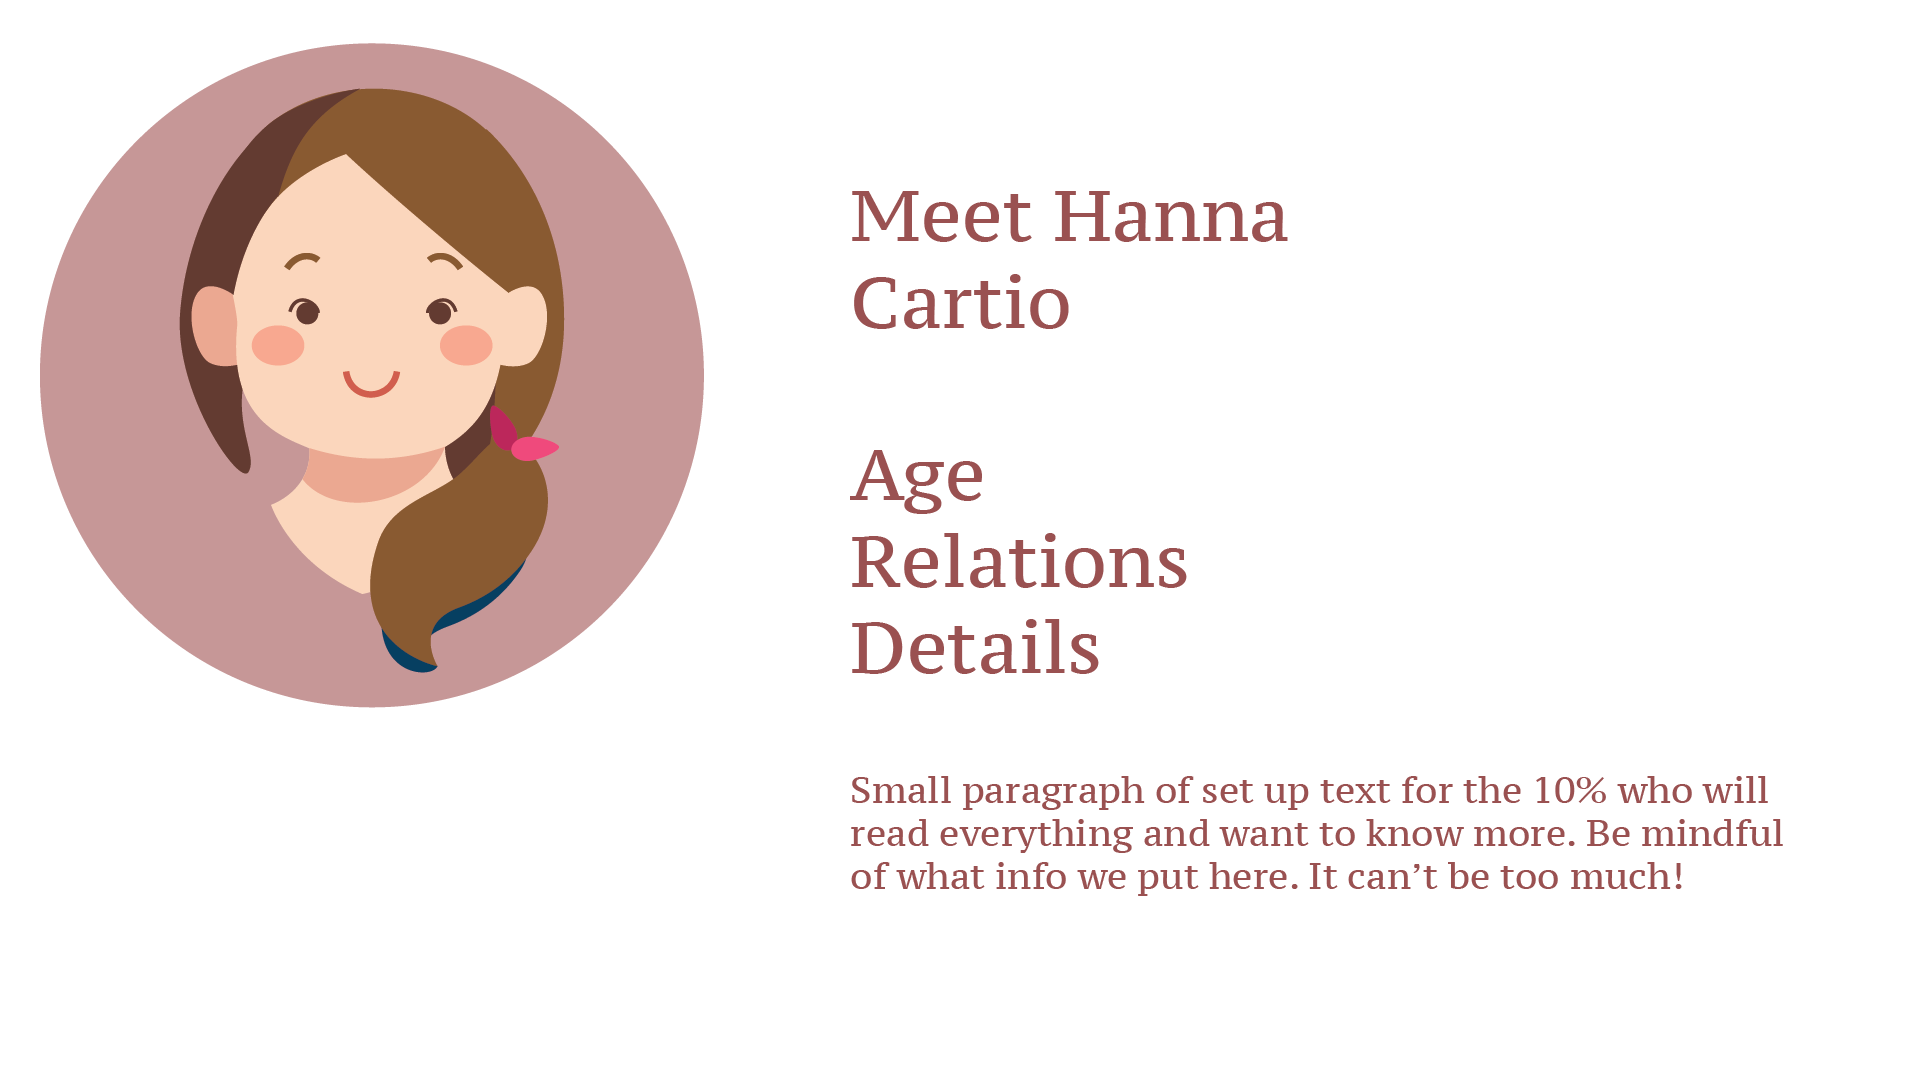 Meet Hanna
Cartio
Age
Relations
Details
Small paragraph of set up text for the 10% who will
read everything and want to know more. Be mindful
of what info we put here. It can’t be too much!